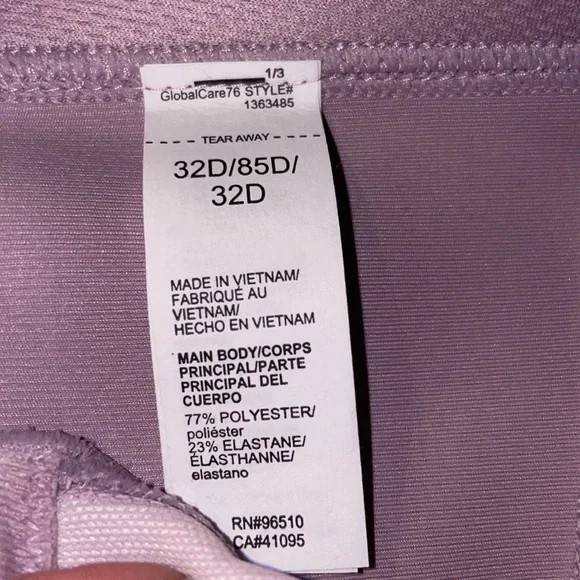 1/3
GlobalCare76 STYLE#
1363485
TEAR AWAY
32D/85D/
32D
MADE IN VIETNAM/
FABRIQUÉ AU
VIETNAM/
HECHO EN VIETNAM
MAIN BODY/CORPS
PRINCIPAL/PARTE
PRINCIPAL DEL
CUERPO
77% POLYESTER/
poliéster
23% ELASTANE/
ÉLASTHANNE/
elastano
RN#96510
CA#41095